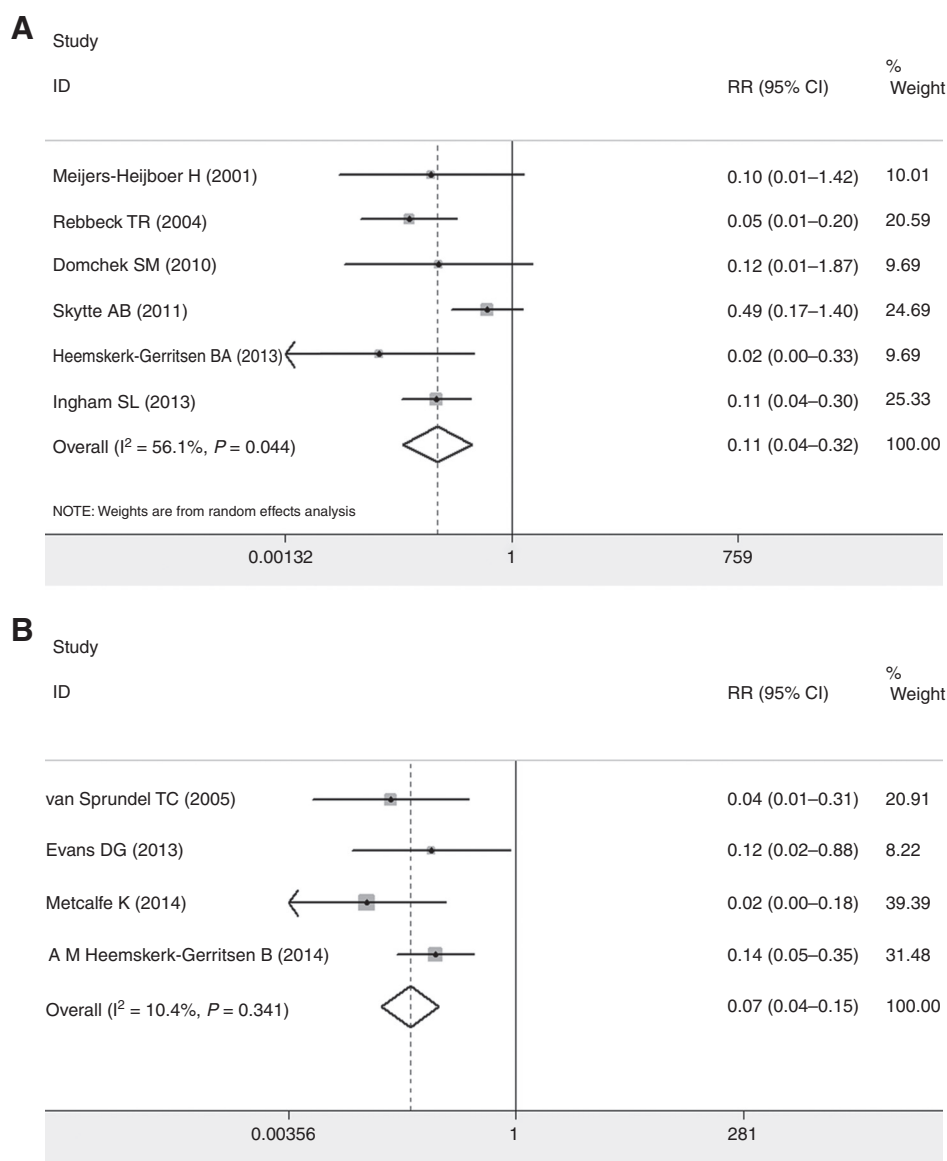 A
Study
ID
RR (95% CI)
%
Weight
Meijers-Heijboer H (2001) 0.10 (0.01–1.42) 10.01
Rebbeck TR (2004) 0.05 (0.01–0.20) 20.59
Domchek SM (2010) 0.12 (0.01–1.87) 9.69
Skytte AB (2011) 0.49 (0.17–1.40) 24.69
Heemskerk-Gerritsen BA (2013) 0.02 (0.00–0.33) 9.69
Ingham SL (2013) 0.11 (0.04–0.30) 25.33
Overall (I² = 56.1%, P = 0.044) 0.11 (0.04–0.32) 100.00
NOTE: Weights are from random effects analysis
0.00132 1 759
B
Study
ID
RR (95% CI)
%
Weight
van Sprundel TC (2005) 0.04 (0.01–0.31) 20.91
Evans DG (2013) 0.12 (0.02–0.88) 8.22
Metcalfe K (2014) 0.02 (0.00–0.18) 39.39
A M Heemskerk-Gerritsen B (2014) 0.14 (0.05–0.35) 31.48
Overall (I² = 10.4%, P = 0.341) 0.07 (0.04–0.15) 100.00
0.00356 1 281